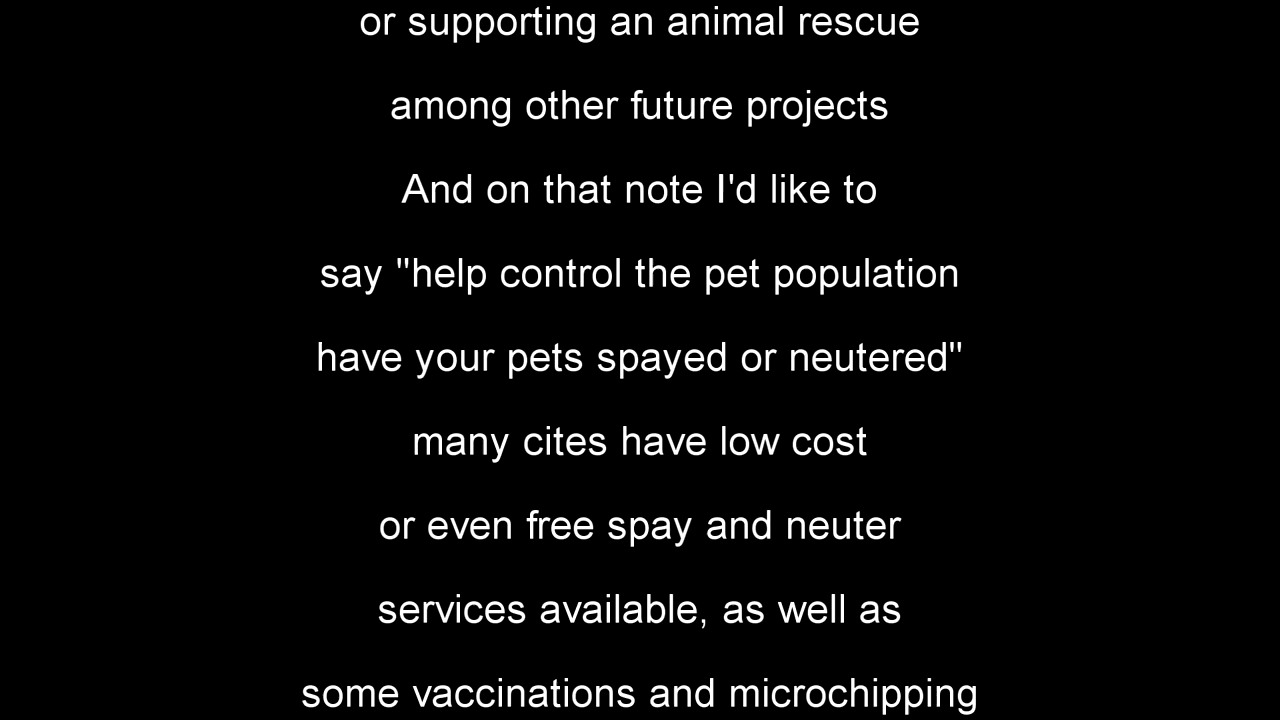 or supporting an animal rescue
among other future projects
And on that note I'd like to
say "help control the pet population
have your pets spayed or neutered"
many cites have low cost
or even free spay and neuter
services available, as well as
some vaccinations and microchipping